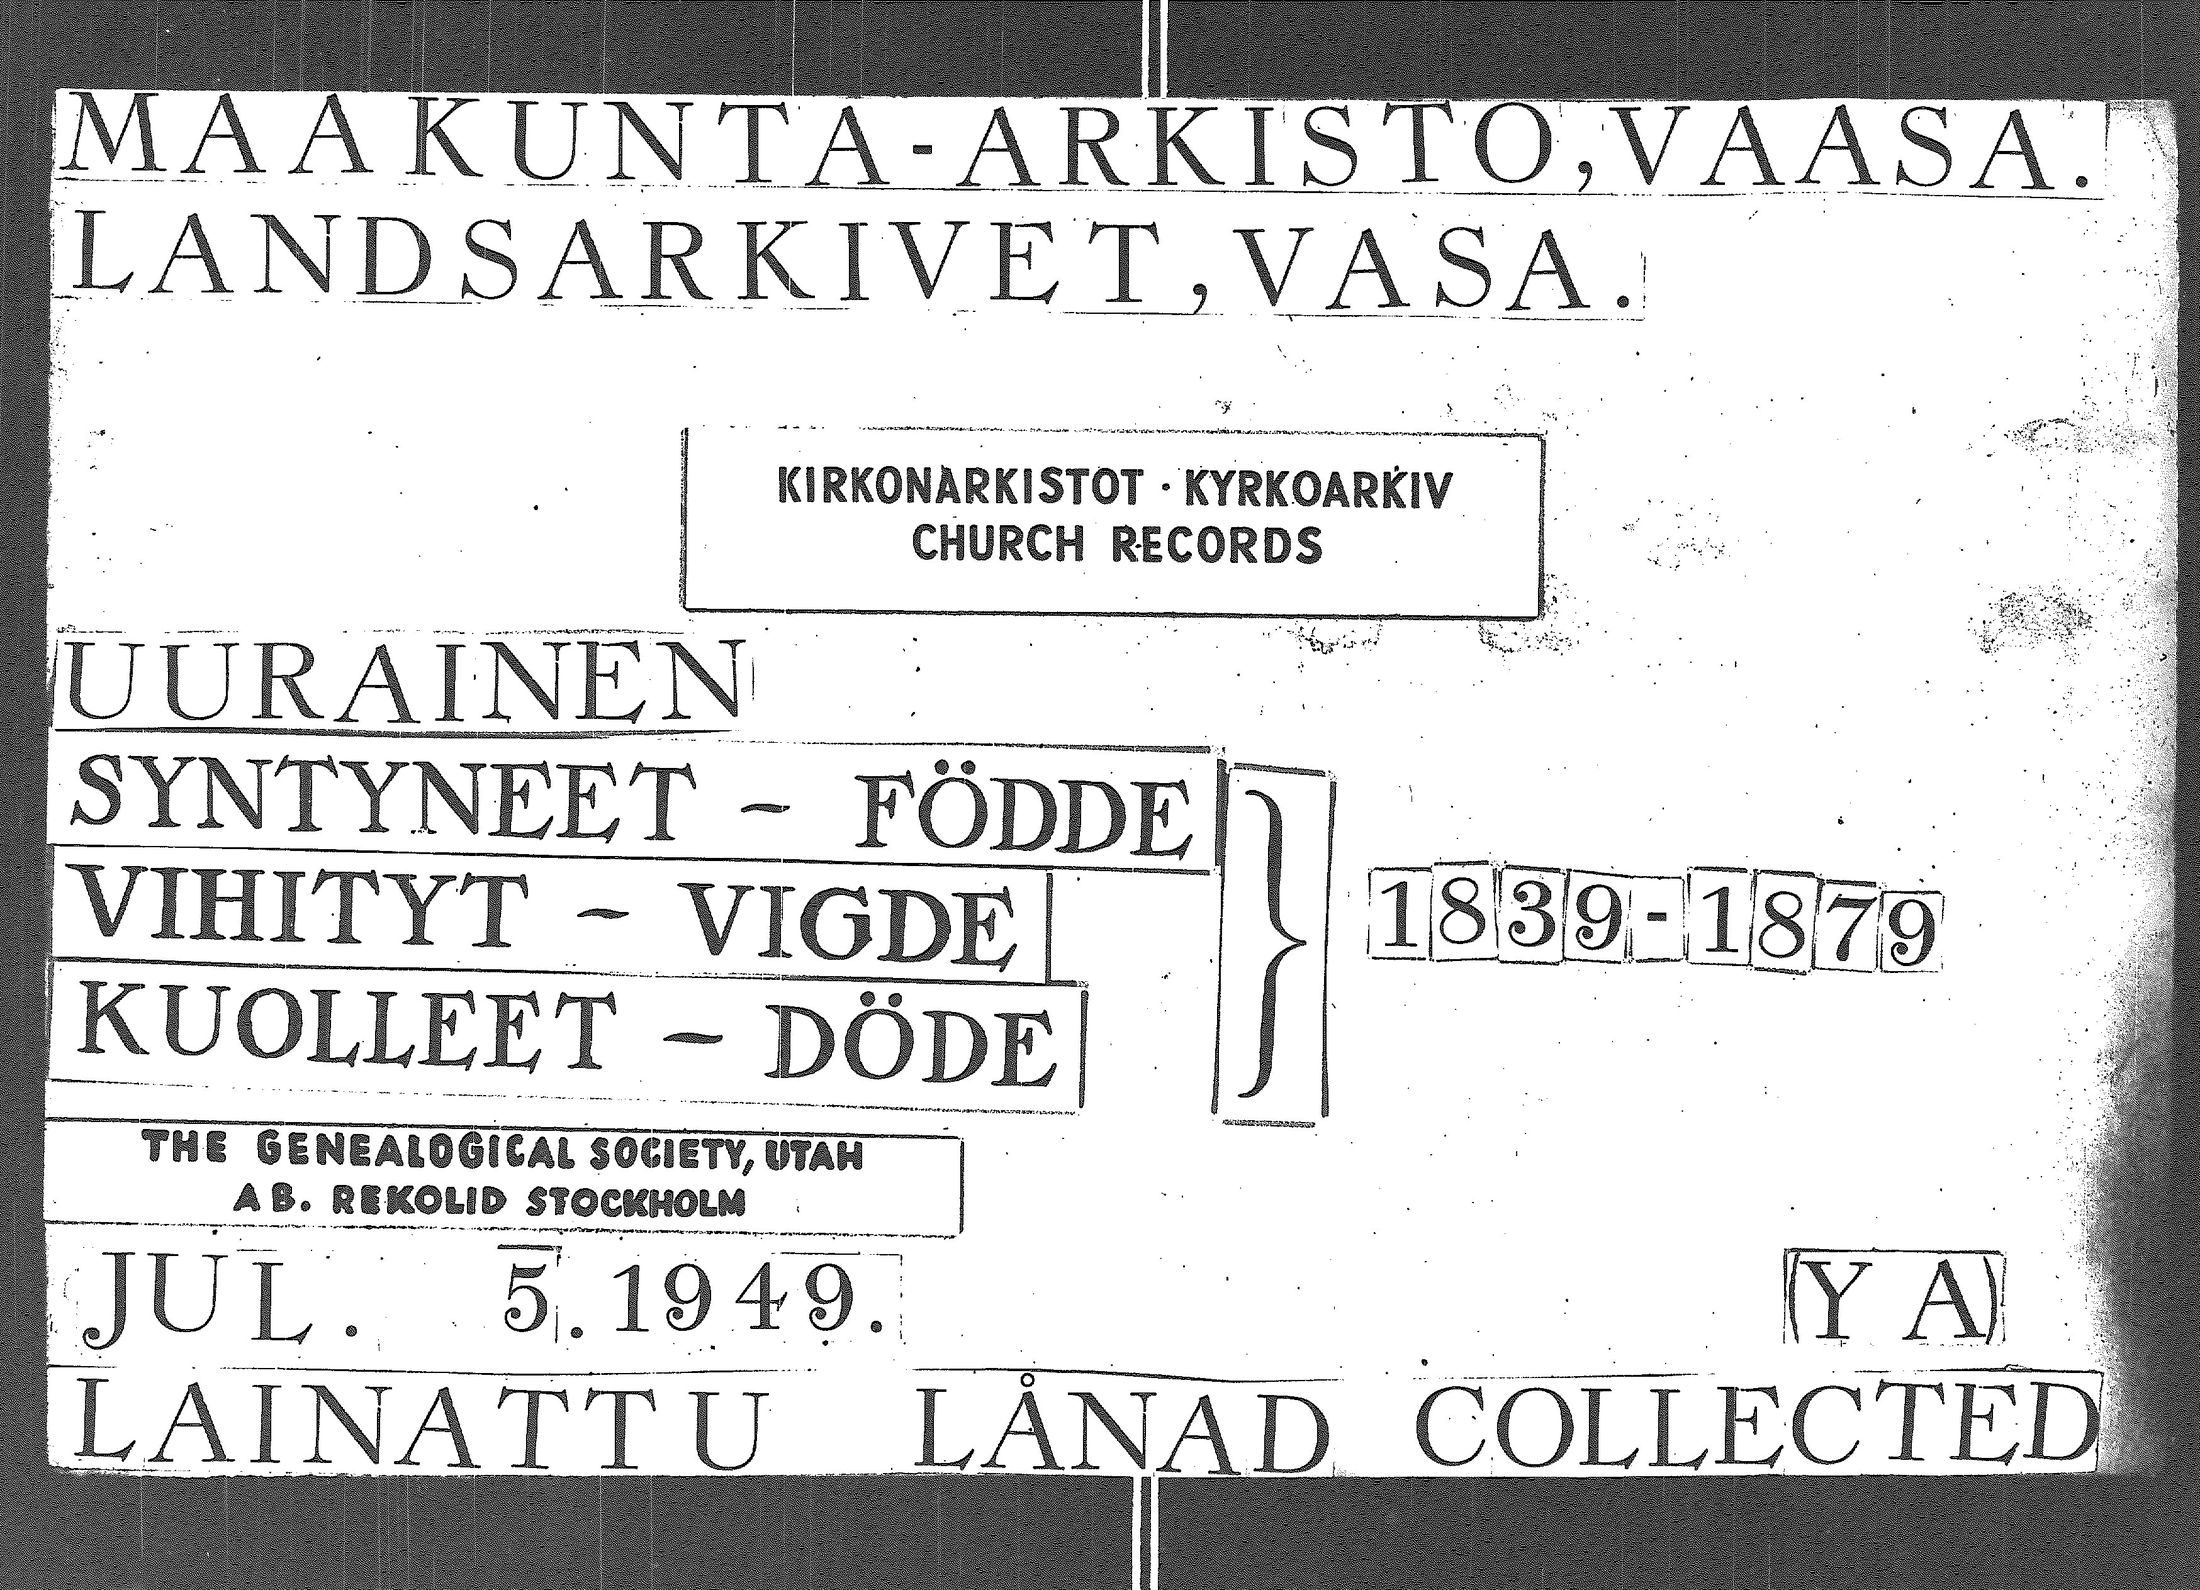 MAAKUNTA-ARKISTO,VAASA.
LANDSARKIVET,VASA.
KIRKONARKISTOT · KYRKOARKIV
CHURCH RECORDS
UURAINEN
SYNTYNEET - FÖDDE
VIHITYT - VIGDE } 1839-1879
KUOLLEET - DÖDE
THE GENEALOGICAL SOCIETY, UTAH
AB. REKOLID STOCKHOLM
JUL. 5.1949. (Y A)
LAINATTU LÅNAD COLLECTED